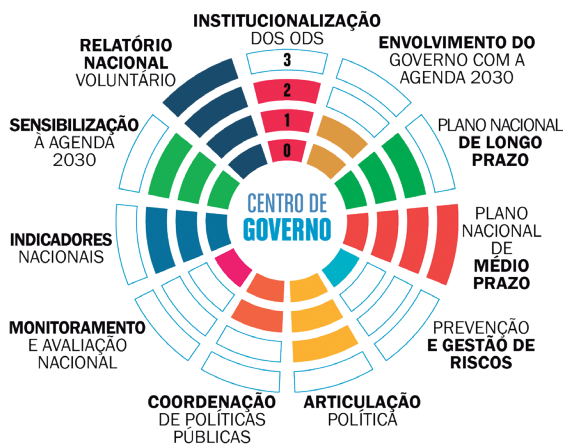 INSTITUCIONALIZAÇÃO
DOS ODS
ENVOLVIMENTO DO
GOVERNO COM A
AGENDA 2030
PLANO NACIONAL
DE LONGO
PRAZO
PLANO
NACIONAL
DE
MÉDIO
PRAZO
PREVENÇÃO
E GESTÃO DE
RISCOS
ARTICULAÇÃO
POLÍTICA
COORDENAÇÃO
DE POLÍTICAS
PÚBLICAS
MONITORAMENTO
E AVALIAÇÃO
NACIONAL
INDICADORES
NACIONAIS
SENSIBILIZAÇÃO
À AGENDA
2030
RELATÓRIO
NACIONAL
VOLUNTÁRIO
3
2
1
0
CENTRO DE
GOVERNO